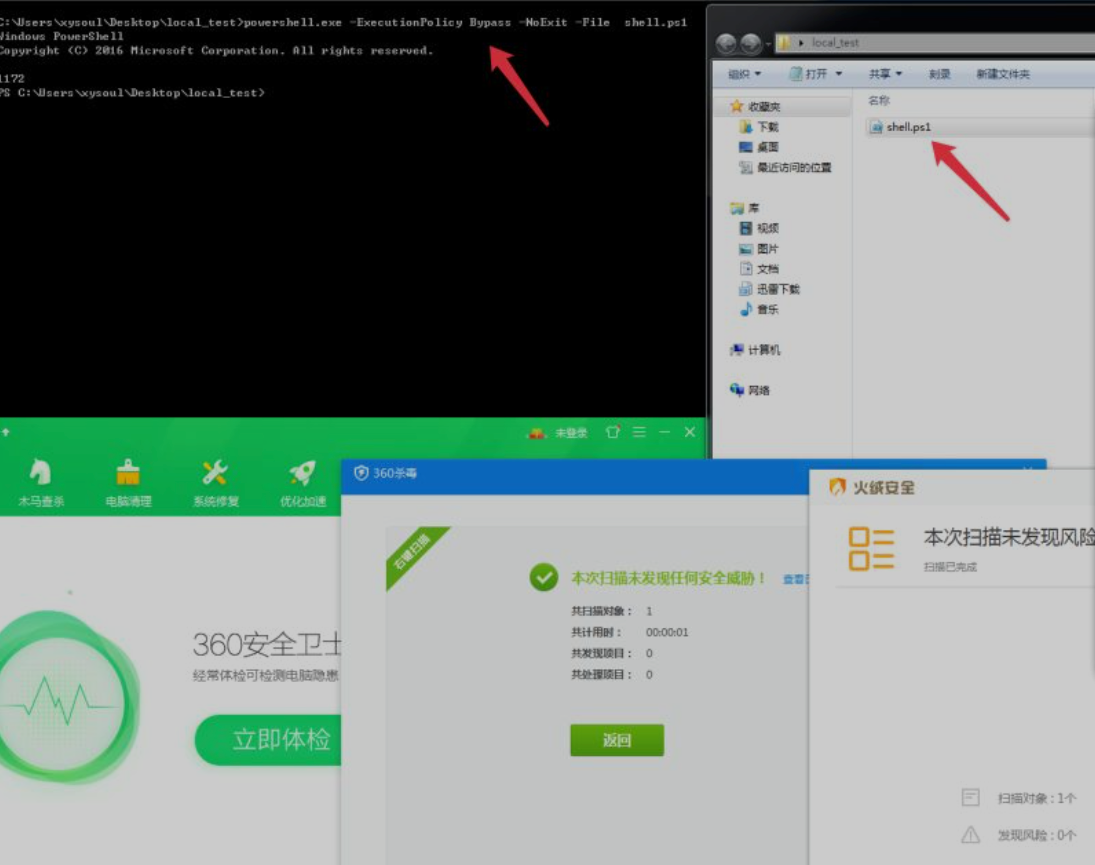 C:\Users\xysoul\Desktop\local_test>powershell.exe -ExecutionPolicy Bypass -NoExit -File shell.ps1
Windows PowerShell
Copyright (C) 2016 Microsoft Corporation. All rights reserved.
1172
PS C:\Users\xysoul\Desktop\local_test>
local_test
组织 打开 共享 刻录 新建文件夹
收藏夹
下载
桌面
最近访问的位置
库
视频
图片
文档
迅雷下载
音乐
计算机
网络
名称
shell.ps1
未登录
木马查杀 电脑清理 系统修复 优化加速
360安全卫士
经常体检可检测电脑隐患
立即体检
360杀毒
右键扫描
本次扫描未发现任何安全威胁！ 查看
共扫描对象： 1
共计用时： 00:00:01
共发现项目： 0
共处理项目： 0
返回
火绒安全
本次扫描未发现风险
扫描已完成
扫描对象：1个
发现风险：0个